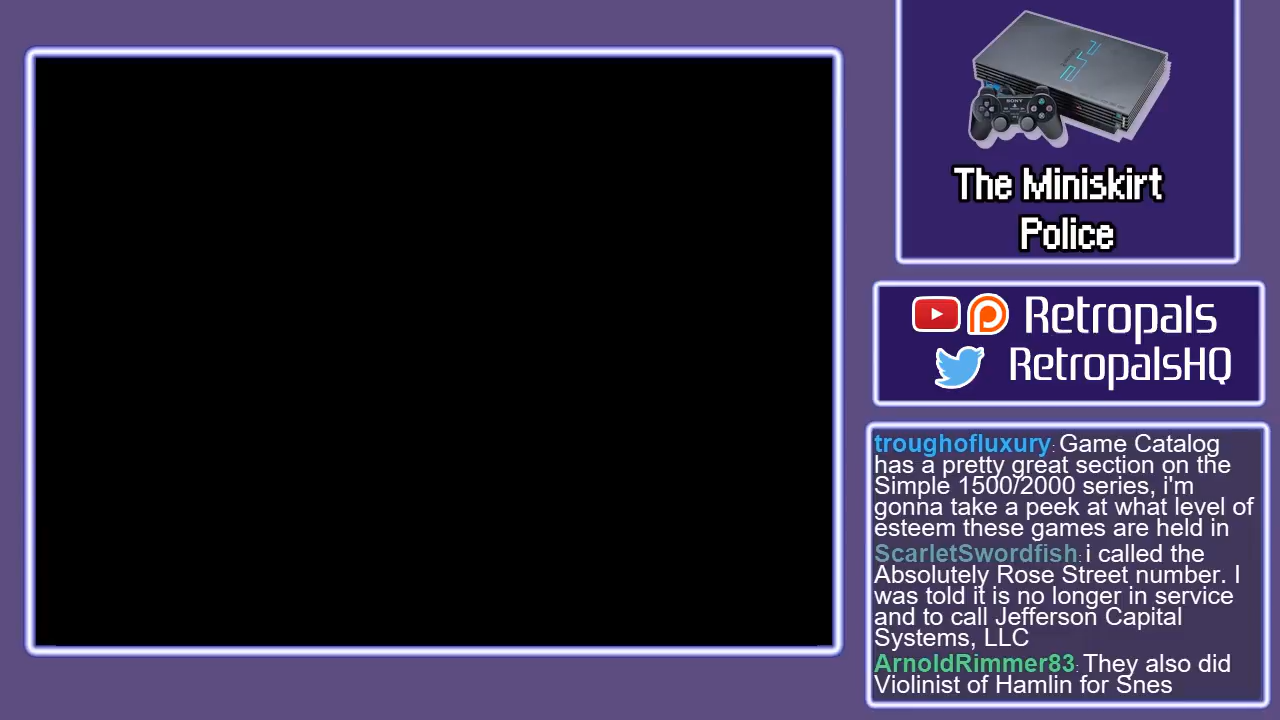 The Miniskirt
Police
Retropals
RetropalsHQ
troughofluxury: Game Catalog
has a pretty great section on the
Simple 1500/2000 series, i'm
gonna take a peek at what level of
esteem these games are held in
ScarletSwordfish: i called the
Absolutely Rose Street number. I
was told it is no longer in service
and to call Jefferson Capital
Systems, LLC
ArnoldRimmer83: They also did
Violinist of Hamlin for Snes